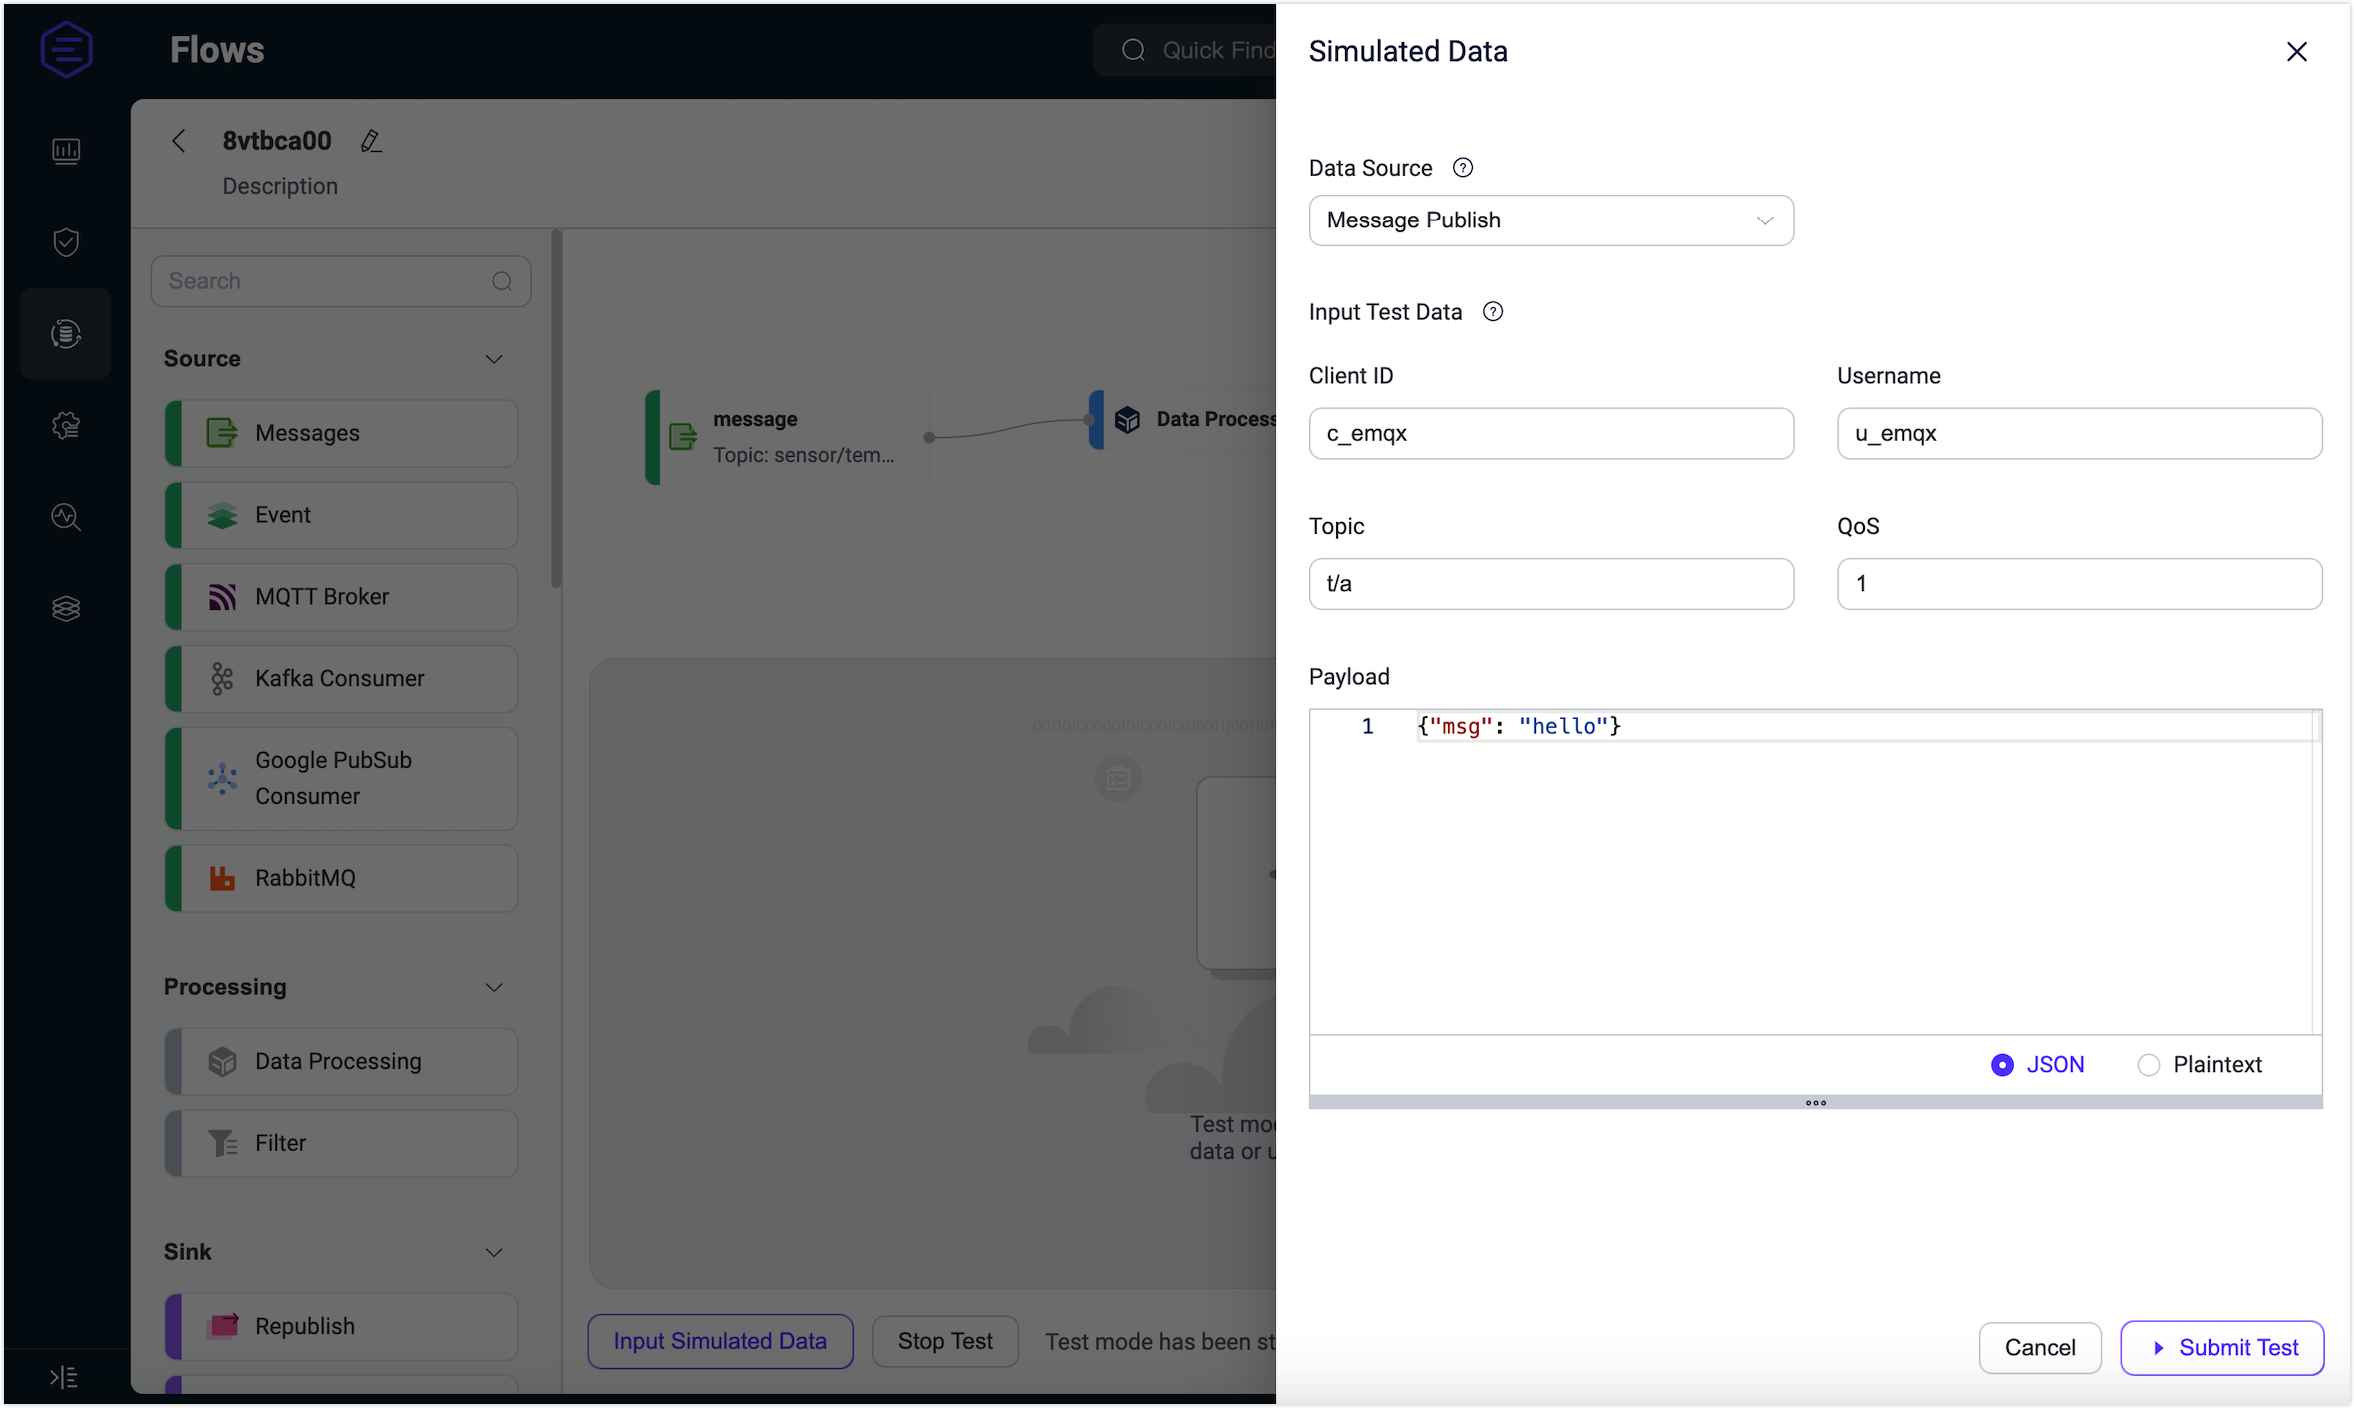 Flows
Quick Find
8vtbca00
Description
Search
Source
Messages
Event
MQTT Broker
Kafka Consumer
Google PubSub
Consumer
RabbitMQ
Processing
Data Processing
Filter
Sink
Republish
message
Topic: sensor/tem...
Data Process
Test mo
data or u
Input Simulated Data
Stop Test
Test mode has been st
Simulated Data
Data Source
Message Publish
Input Test Data
Client ID
Username
c_emqx
u_emqx
Topic
QoS
t/a
1
Payload
1 {"msg": "hello"}
JSON
Plaintext
Cancel
Submit Test